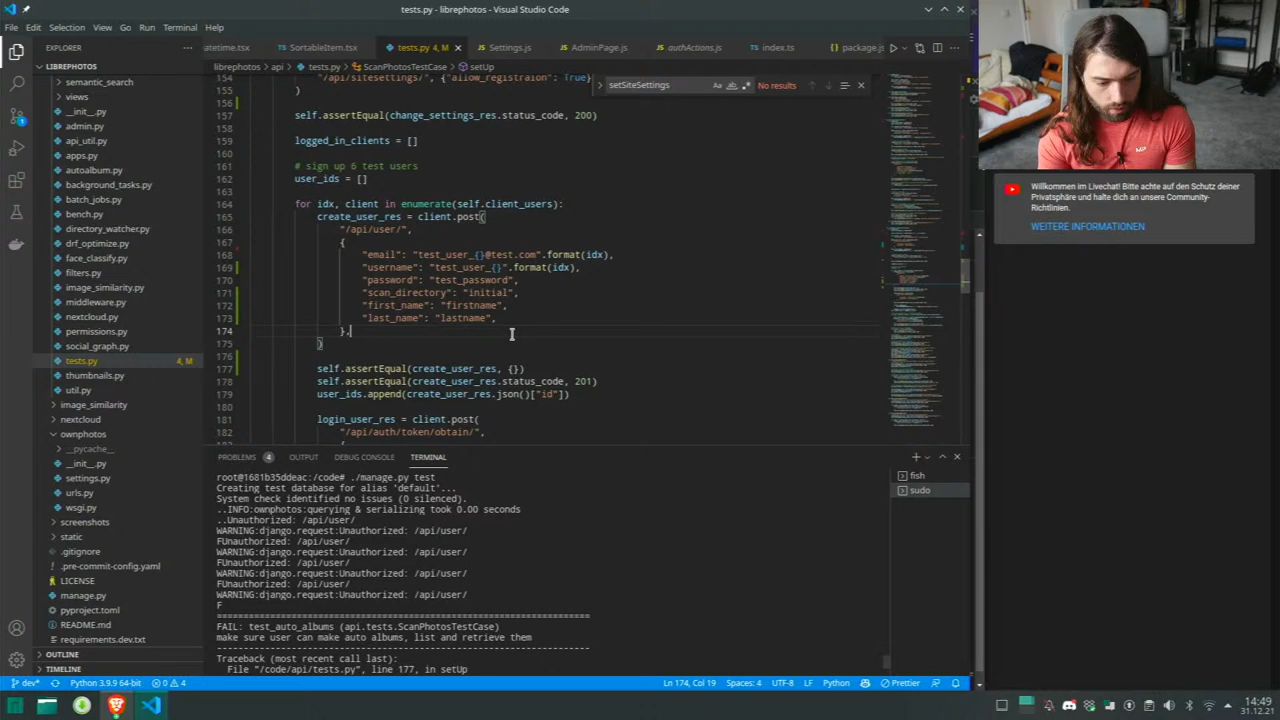 tests.py - librephotos - Visual Studio Code
File Edit Selection View Go Run Terminal Help
EXPLORER
atetime.tsx SortableItem.tsx tests.py 4, M Settings.js AdminPage.js authActions.js index.ts package.js
LIBREPHOTOS
librephotos > api > tests.py > ScanPhotosTestCase > setUp
semantic_search
views
__init__.py
admin.py
api_util.py
apps.py
autoalbum.py
background_tasks.py
batch_jobs.py
bench.py
directory_watcher.py
drf_optimize.py
face_classify.py
filters.py
image_similarity.py
middleware.py
nextcloud.py
permissions.py
social_graph.py
tests.py 4, M
thumbnails.py
util.py
image_similarity
nextcloud
ownphotos
__pycache__
__init__.py
settings.py
urls.py
wsgi.py
screenshots
static
.gitignore
.pre-commit-config.yaml
LICENSE
manage.py
pyproject.toml
README.md
requirements.dev.txt
OUTLINE
TIMELINE
setSiteSettings Aa ab No results
154 "/api/sitesettings/", {"allow_registraion": True}
155 )
156
157 self.assertEqual(change_settings_res.status_code, 200)
158
159 logged_in_clients = []
160
161 # sign up 6 test users
162 user_ids = []
163
164 for idx, client in enumerate(self.client_users):
165 create_user_res = client.post(
166 "/api/user/",
167 {
168 "email": "test_user_{}@test.com".format(idx),
169 "username": "test_user_{}".format(idx),
170 "password": "test_password",
171 "scan_directory": "initial",
172 "first_name": "firstname",
173 "last_name": "lastname",
174 },
175 )
176
177 self.assertEqual(create_user_res, {})
178 self.assertEqual(create_user_res.status_code, 201)
179 user_ids.append(create_user_res.json()["id"])
180
181 login_user_res = client.post(
182 "/api/auth/token/obtain/",
{
PROBLEMS 4 OUTPUT DEBUG CONSOLE TERMINAL
fish
sudo
root@1681b35ddeac:/code# ./manage.py test
Creating test database for alias 'default'...
System check identified no issues (0 silenced).
..INFO:ownphotos:querying & serializing took 0.00 seconds
..Unauthorized: /api/user/
WARNING:django.request:Unauthorized: /api/user/
FUnauthorized: /api/user/
WARNING:django.request:Unauthorized: /api/user/
FUnauthorized: /api/user/
WARNING:django.request:Unauthorized: /api/user/
FUnauthorized: /api/user/
WARNING:django.request:Unauthorized: /api/user/
F
======================================================================
FAIL: test_auto_albums (api.tests.ScanPhotosTestCase)
make sure user can make auto albums, list and retrieve them
----------------------------------------------------------------------
Traceback (most recent call last):
File "/code/api/tests.py", line 177, in setUp
dev* Python 3.9.9 64-bit 0 4 Ln 174, Col 19 Spaces: 4 UTF-8 LF Python Prettier
Willkommen im Livechat! Bitte achte auf den Schutz deiner
Privatsphäre und halte dich an unsere Community-
Richtlinien.
WEITERE INFORMATIONEN
14:49
31.12.21